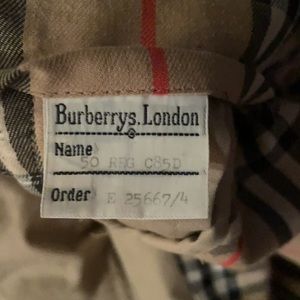 Burberrys. London
Name
50 REG C85D
Order E 25667/4